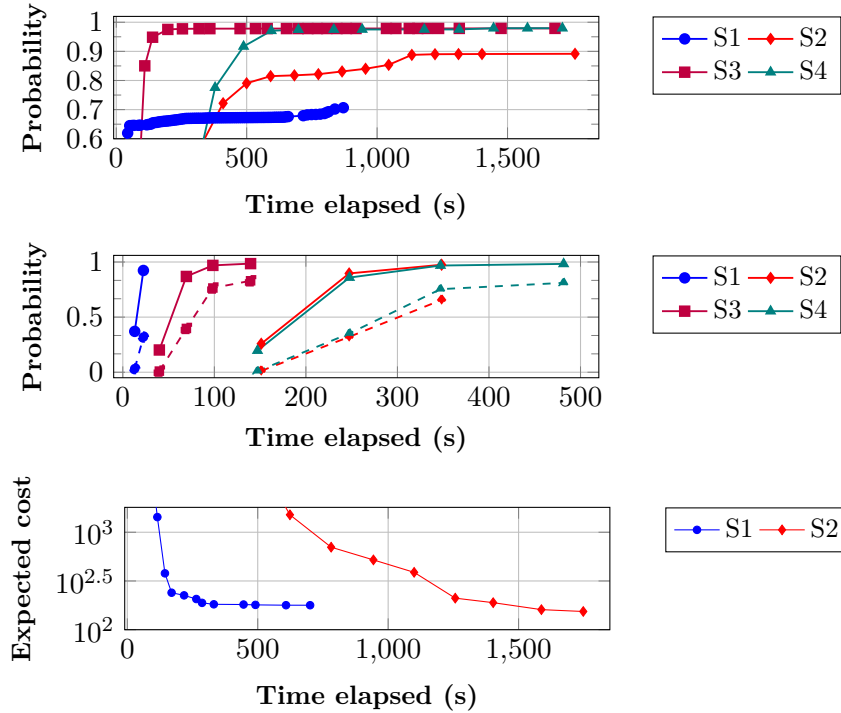 Probability
1
0.9
0.8
0.7
0.6
0 500 1,000 1,500
Time elapsed (s)
S1 S2
S3 S4
Probability
1
0.5
0
0 100 200 300 400 500
Time elapsed (s)
S1 S2
S3 S4
Expected cost
10^3
10^2.5
10^2
0 500 1,000 1,500
Time elapsed (s)
S1 S2